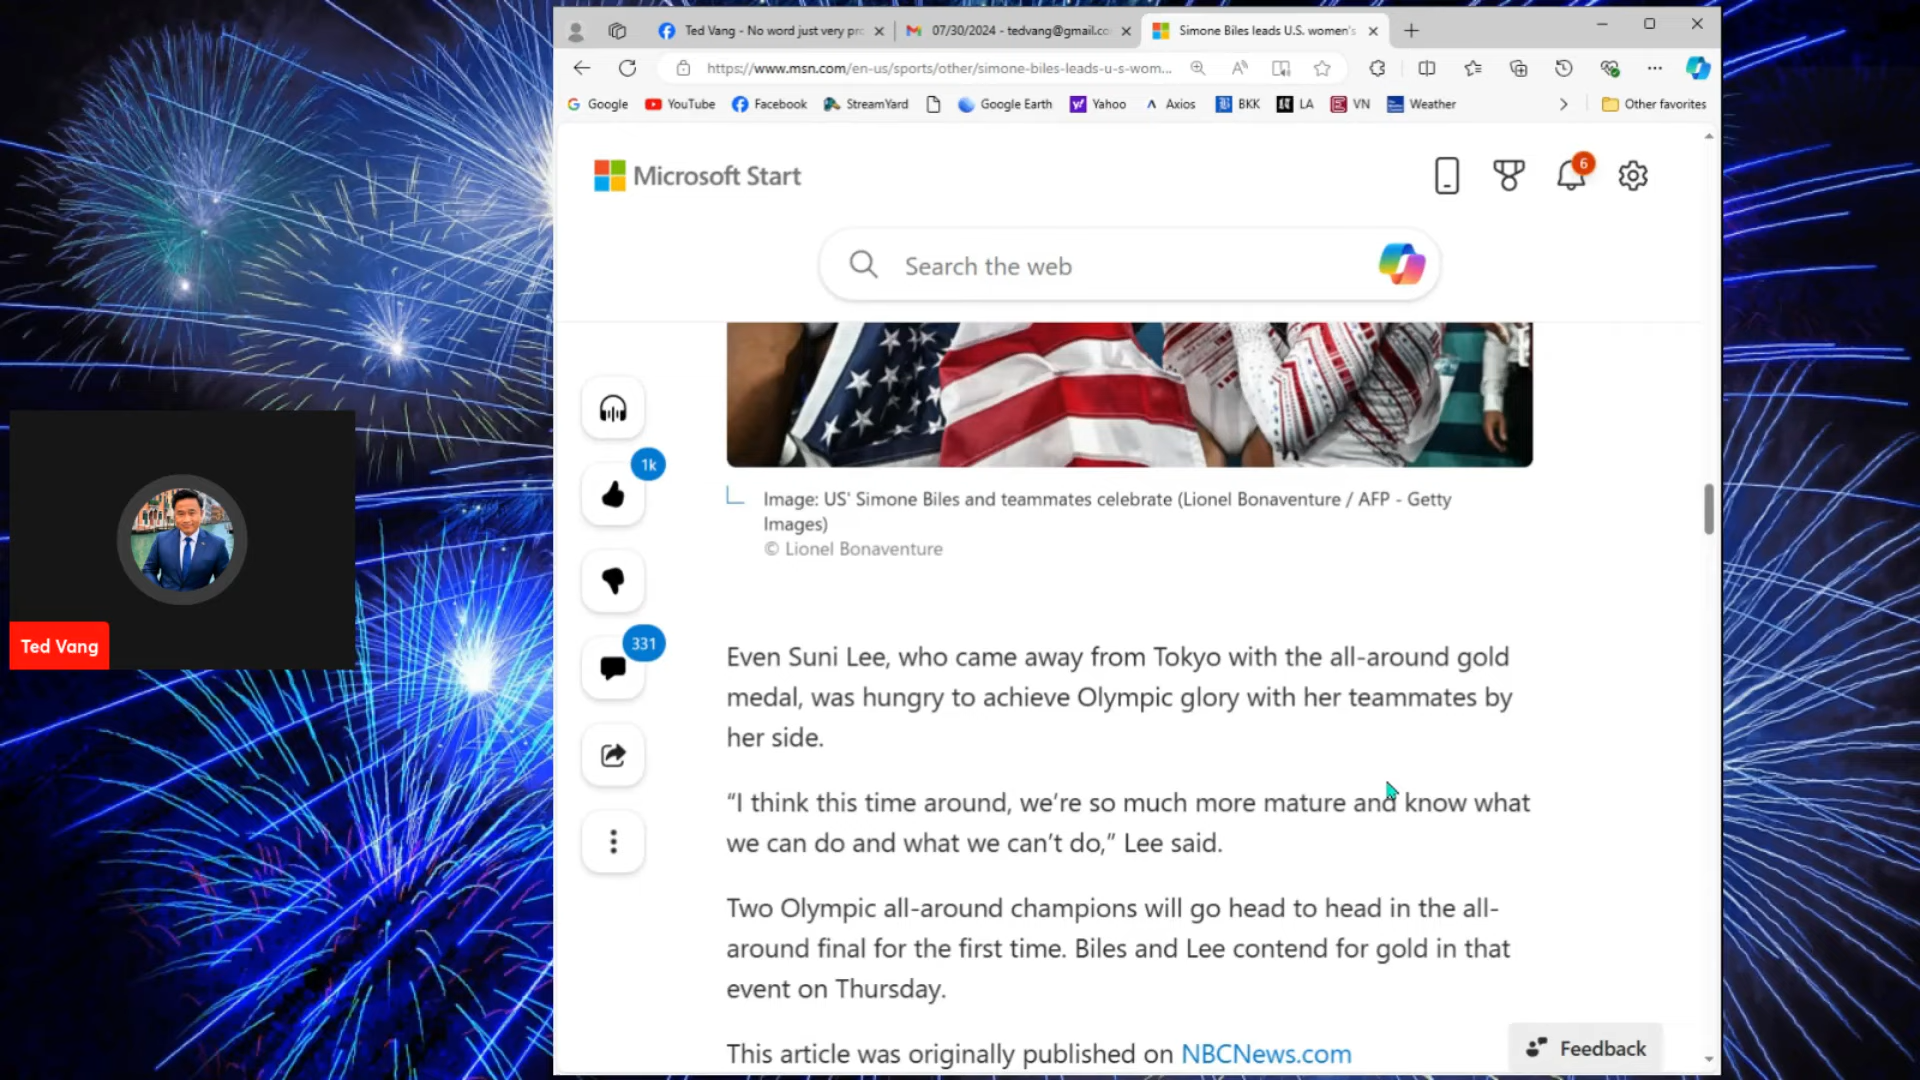 Ted Vang - No word just very pr
07/30/2024 - tedvang@gmail.co
Simone Biles leads U.S. women's
https://www.msn.com/en-us/sports/other/simone-biles-leads-u-s-wom...
Google
YouTube
Facebook
StreamYard
Google Earth
Yahoo
Axios
BKK
LA
VN
Weather
Other favorites
Microsoft Start
6
Search the web
1k
331
Image: US' Simone Biles and teammates celebrate (Lionel Bonaventure / AFP - Getty
Images)
© Lionel Bonaventure
Even Suni Lee, who came away from Tokyo with the all-around gold
medal, was hungry to achieve Olympic glory with her teammates by
her side.
“I think this time around, we’re so much more mature and know what
we can do and what we can’t do,” Lee said.
Two Olympic all-around champions will go head to head in the all-
around final for the first time. Biles and Lee contend for gold in that
event on Thursday.
This article was originally published on NBCNews.com
Feedback
Ted Vang